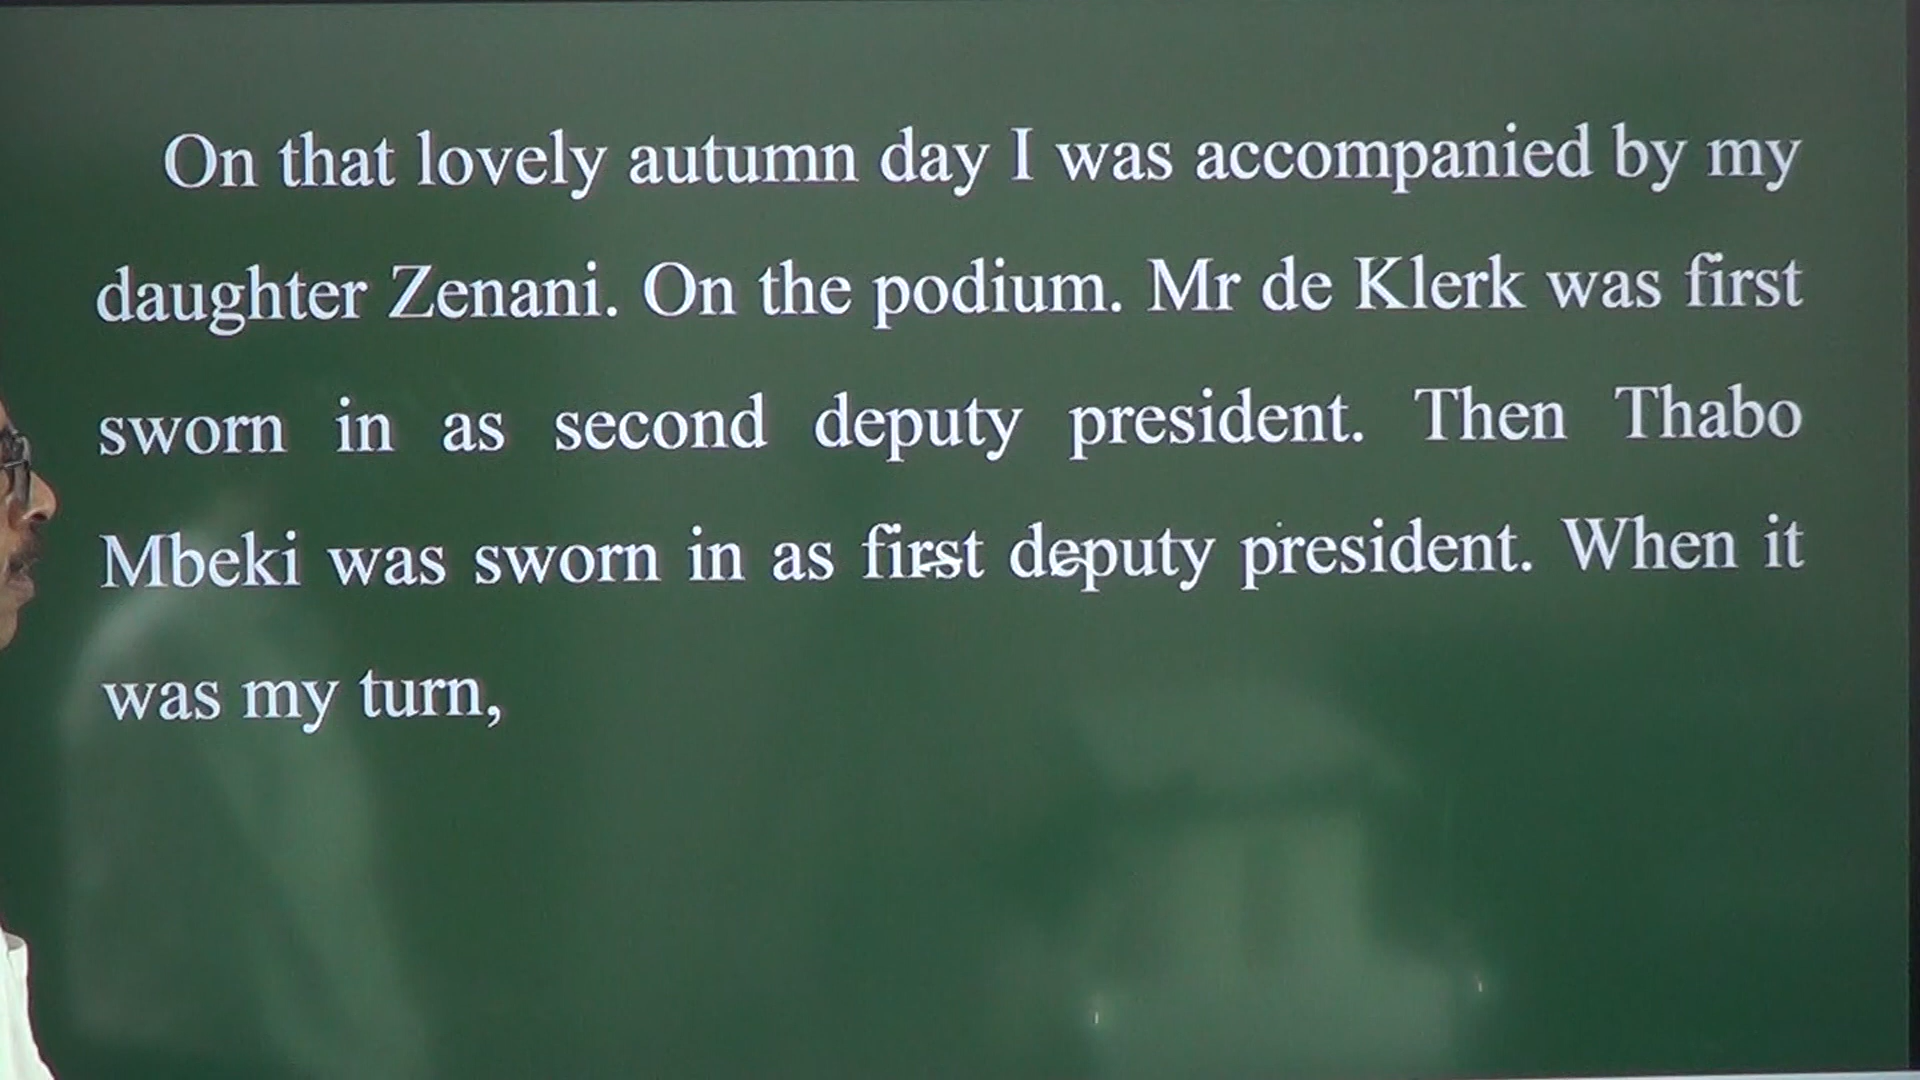 On that lovely autumn day I was accompanied by my
daughter Zenani. On the podium. Mr de Klerk was first
sworn in as second deputy president. Then Thabo
Mbeki was sworn in as first deputy president. When it
was my turn,